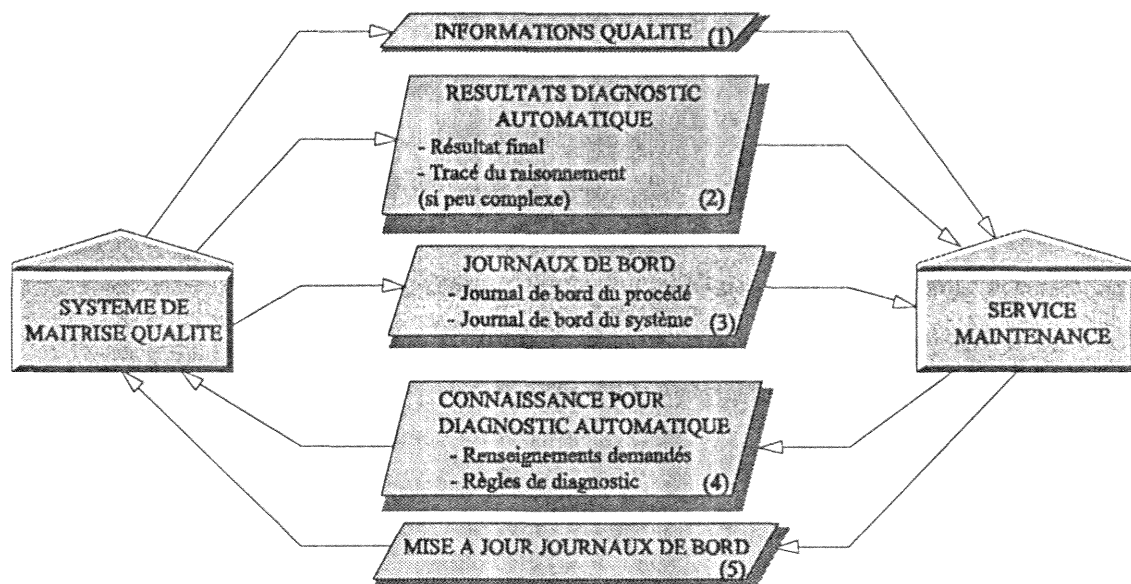 INFORMATIONS QUALITE (1)
RESULTATS DIAGNOSTIC
AUTOMATIQUE
- Résultat final
- Tracé du raisonnement
(si peu complexe) (2)
JOURNAUX DE BORD
- Journal de bord du procédé
- Journal de bord du système (3)
SYSTEME DE
MAITRISE QUALITE
SERVICE
MAINTENANCE
CONNAISSANCE POUR
DIAGNOSTIC AUTOMATIQUE
- Renseignements demandés
- Règles de diagnostic (4)
MISE A JOUR JOURNAUX DE BORD
(5)